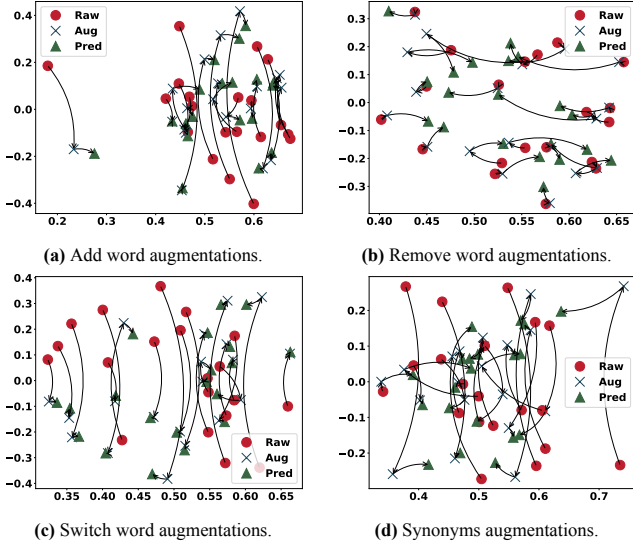 0.4
0.2
0.0
−0.2
−0.4
Raw
Aug
Pred
0.2 0.3 0.4 0.5 0.6
(a) Add word augmentations.
0.3
0.2
0.1
0.0
−0.1
−0.2
−0.3
Raw
Aug
Pred
0.40 0.45 0.50 0.55 0.60 0.65
(b) Remove word augmentations.
0.4
0.3
0.2
0.1
0.0
−0.1
−0.2
−0.3
−0.4
Raw
Aug
Pred
0.35 0.40 0.45 0.50 0.55 0.60 0.65
(c) Switch word augmentations.
0.2
0.0
−0.2
Raw
Aug
Pred
0.4 0.5 0.6 0.7
(d) Synonyms augmentations.